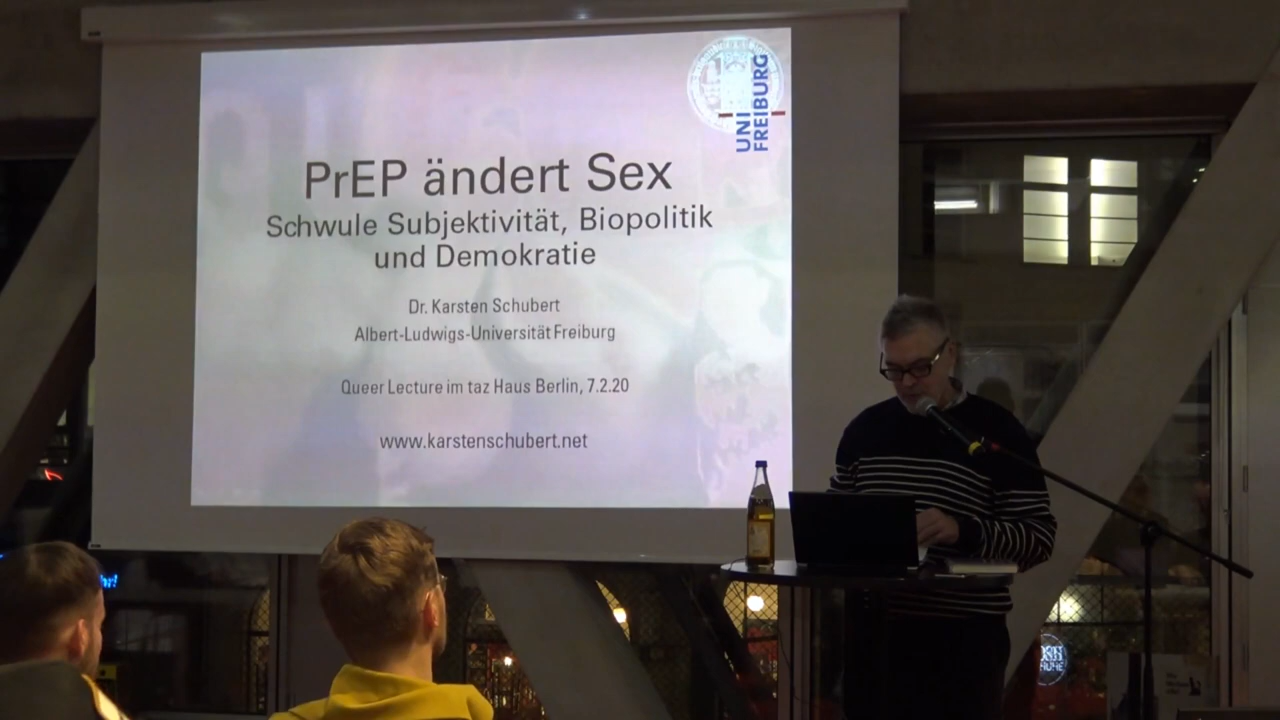 UNI
FREIBURG
PrEP ändert Sex
Schwule Subjektivität, Biopolitik
und Demokratie
Dr. Karsten Schubert
Albert-Ludwigs-Universität Freiburg
Queer Lecture im taz Haus Berlin, 7.2.20
www.karstenschubert.net